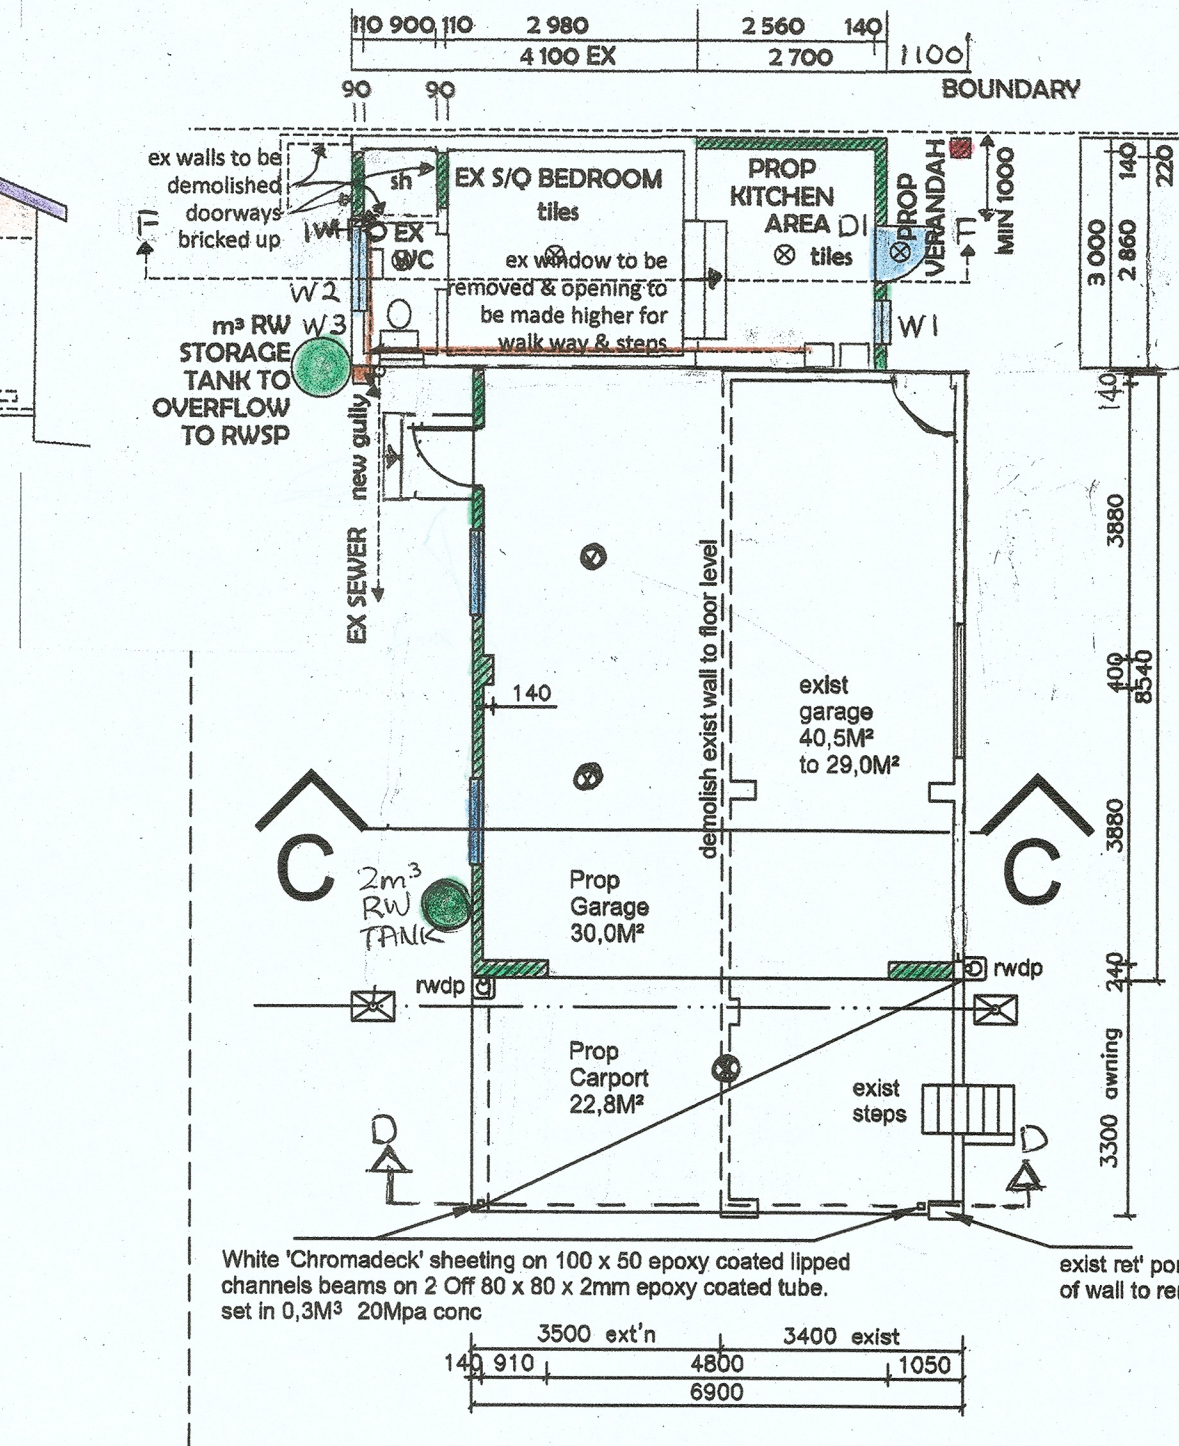 110 900 110 2 980 2 560 140
4 100 EX 2 700 1100
90 90 BOUNDARY
ex walls to be
demolished
doorways
bricked up
sh
EX S/Q BEDROOM
tiles
PROP
KITCHEN
AREA D1
tiles
PROP
VERANDAH
MIN 1000
140
220
3 000
2 860
F
F
EX
WC
ex window to be
removed & opening to
be made higher for
walk way & steps
W2
W3
W1
m³ RW
STORAGE
TANK TO
OVERFLOW
TO RWSP
new gully
EX SEWER
140
3880
400
8540
3880
240
3300 awning
140
demolish exist wall to floor level
exist
garage
40,5M²
to 29,0M²
C
C
2m³
RW
TANK
Prop
Garage
30,0M²
rwdp
rwdp
Prop
Carport
22,8M²
exist
steps
D
D
White 'Chromadeck' sheeting on 100 x 50 epoxy coated lipped
channels beams on 2 Off 80 x 80 x 2mm epoxy coated tube.
set in 0,3M³ 20Mpa conc
exist ret'
of wall to
3500 ext'n 3400 exist
140 910 4800 1050
6900